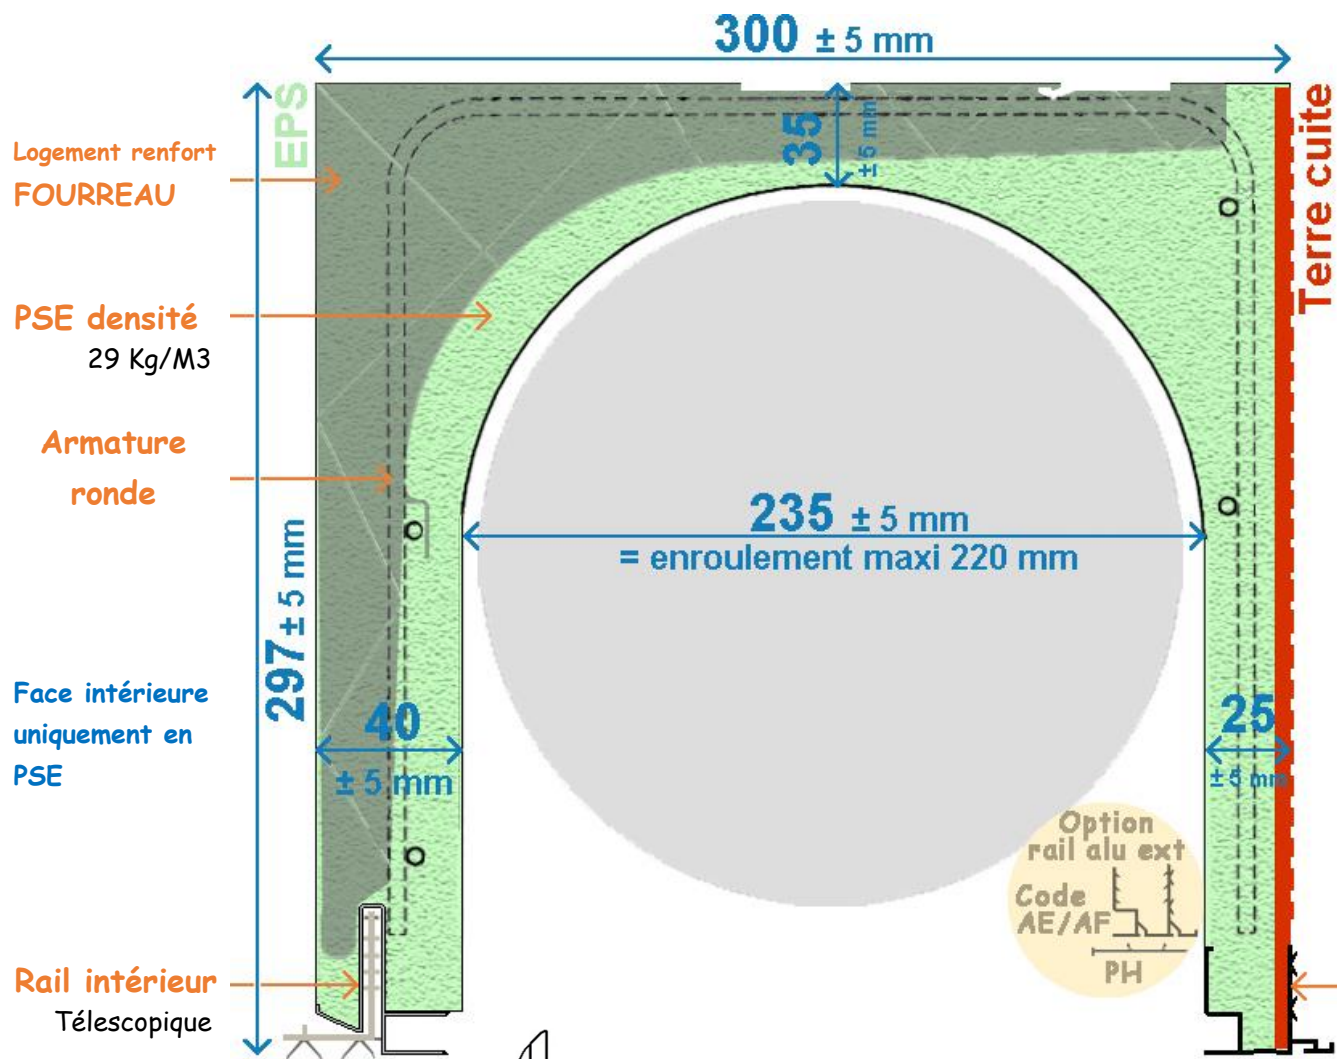 300 ± 5 mm
EPS
35
± 5 mm
Terre cuite
Logement renfort
FOURREAU
PSE densité
29 Kg/M3
Armature
ronde
235 ± 5 mm
= enroulement maxi 220 mm
297 ± 5 mm
Face intérieure
uniquement en
PSE
40
± 5 mm
25
± 5 mm
Option
rail alu ext
Code
AE/AF
PH
Rail intérieur
Télescopique